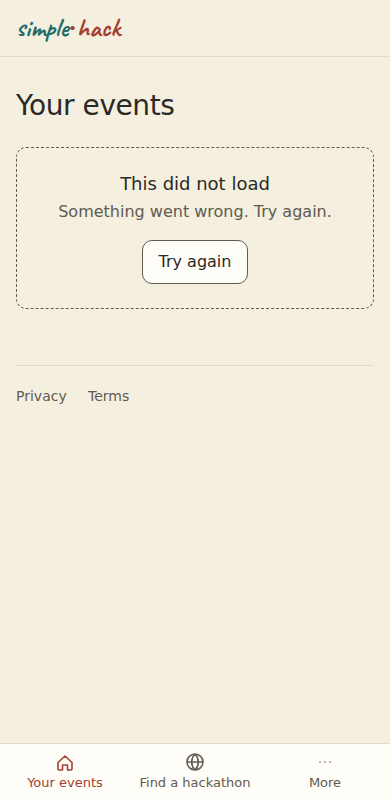 simple·hack
Your events
This did not load
Something went wrong. Try again.
Try again
Privacy Terms
Your events Find a hackathon More